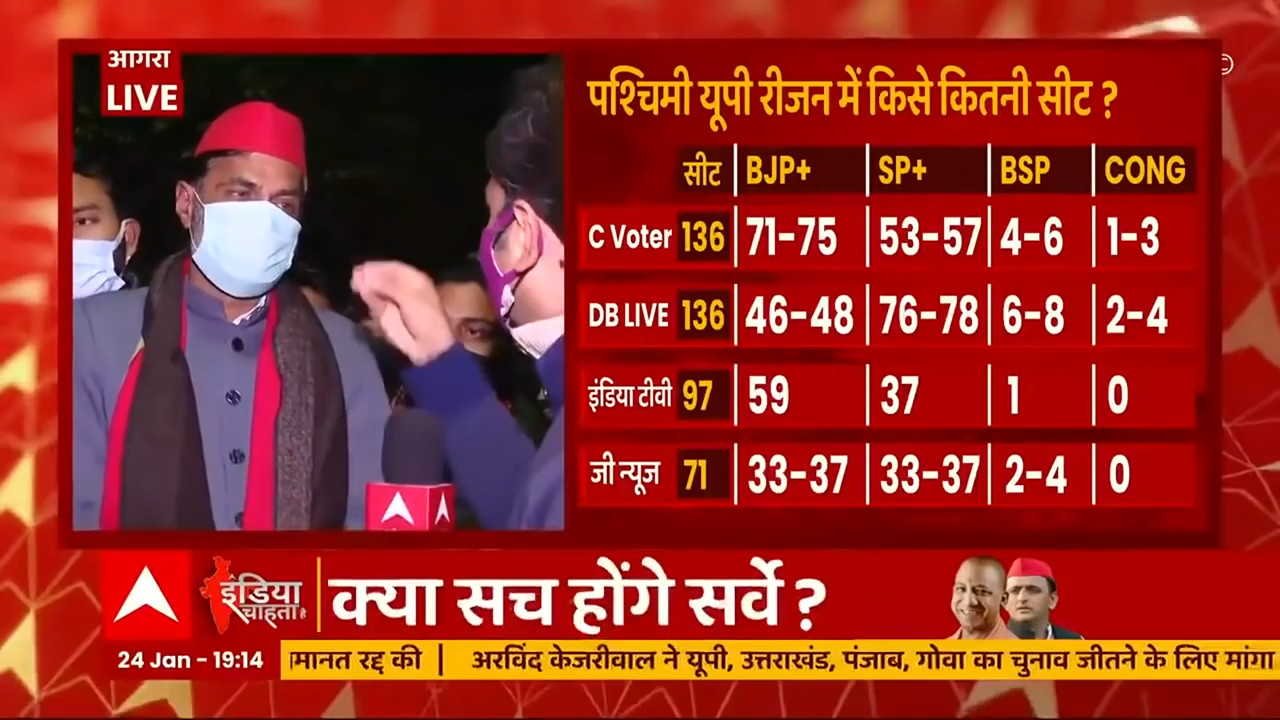 आगरा
LIVE
©
पश्चिमी यूपी रीजन में किसे कितनी सीट ?
सीट BJP+ SP+ BSP CONG
C Voter 136 71-75 53-57 4-6 1-3
DB LIVE 136 46-48 76-78 6-8 2-4
इंडिया टीवी 97 59 37 1 0
जी न्यूज 71 33-37 33-37 2-4 0
इंडिया
चाहता है
क्या सच होंगे सर्वे ?
24 Jan - 19:14
मानत रद्द की | अरविंद केजरीवाल ने यूपी, उत्तराखंड, पंजाब, गोवा का चुनाव जीतने के लिए मांगा